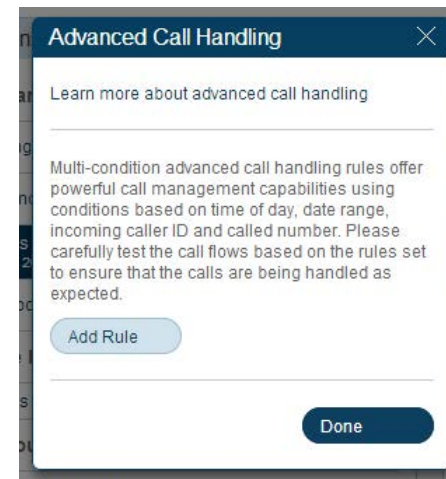 Advanced Call Handling
Learn more about advanced call handling
Multi-condition advanced call handling rules offer
powerful call management capabilities using
conditions based on time of day, date range,
incoming caller ID and called number. Please
carefully test the call flows based on the rules set
to ensure that the calls are being handled as
expected.
Add Rule
Done